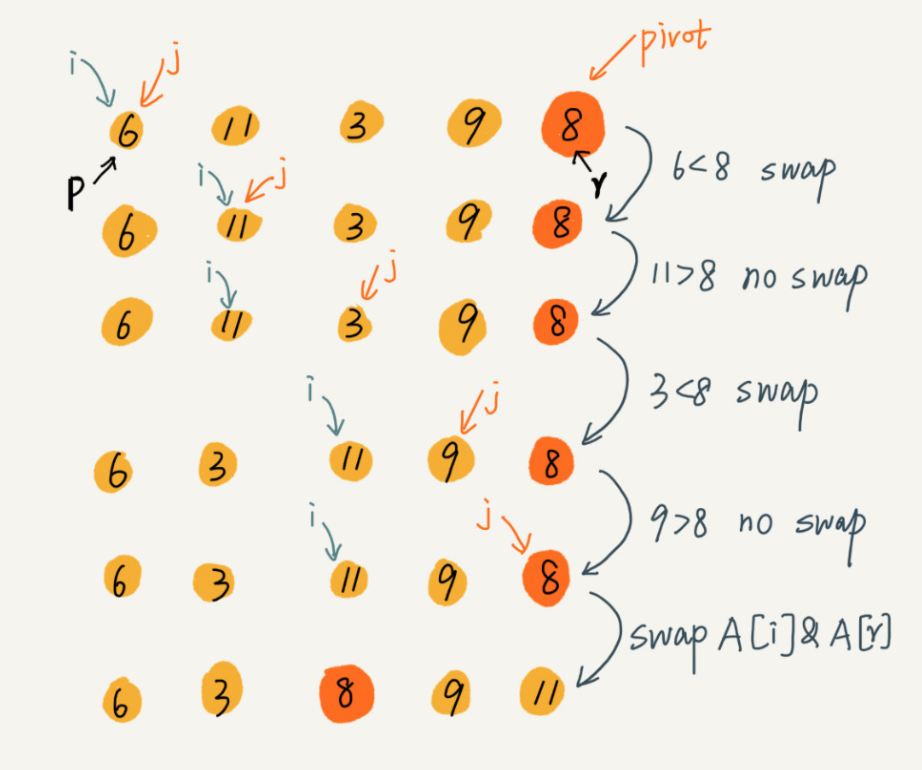 i j pivot
6 11 3 9 8
p i j r 6<8 swap
6 11 3 9 8
i j 11>8 no swap
6 11 3 9 8
i j 3<8 swap
6 3 11 9 8
i j 9>8 no swap
6 3 11 9 8
swap A[i]&A[r]
6 3 8 9 11